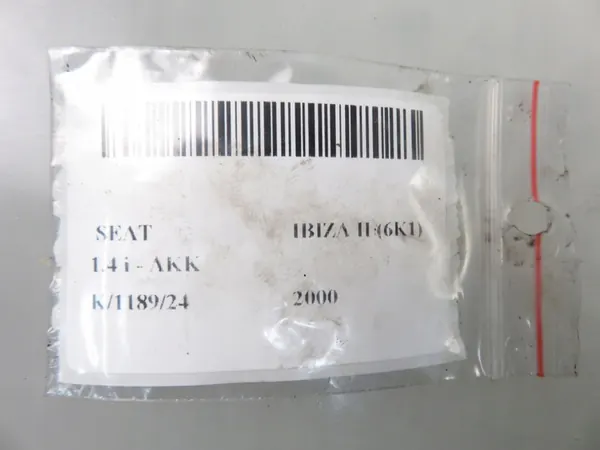 SEAT IBIZA II (6K1)
1.4 i - AKK
K/1189/24 2000